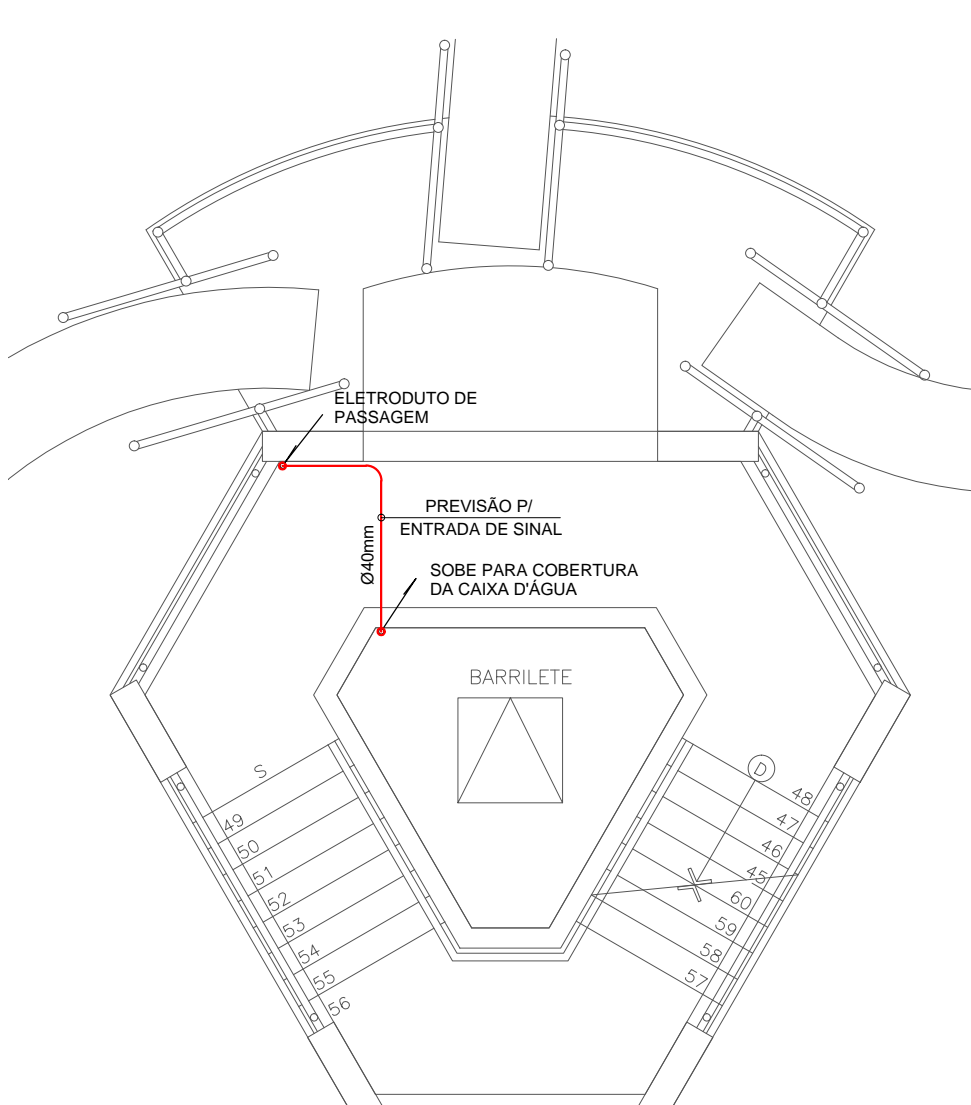 ELETRODUTO DE
PASSAGEM
PREVISÃO P/
ENTRADA DE SINAL
Ø40mm
SOBE PARA COBERTURA
DA CAIXA D'ÁGUA
BARRILETE
S
49
50
51
52
53
54
55
56
D
48
47
46
45
60
59
58
57